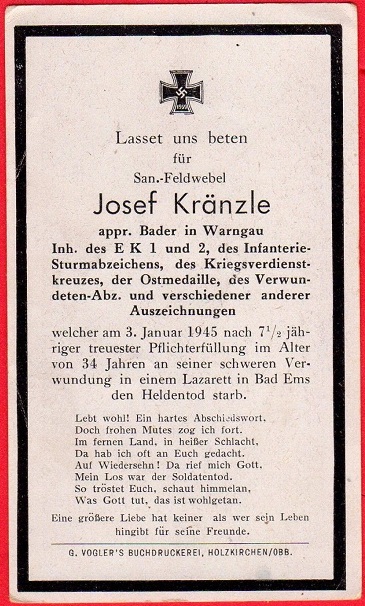 Lasset uns beten
für
San.-Feldwebel
Josef Kränzle
appr. Bader in Warngau
Inh. des E K 1 und 2, des Infanterie-
Sturmabzeichens, des Kriegsverdienst-
kreuzes, der Ostmedaille, des Verwun-
deten-Abz. und verschiedener anderer
Auszeichnungen
welcher am 3. Januar 1945 nach 7 1/2 jäh-
riger treuester Pflichterfüllung im Alter
von 34 Jahren an seiner schweren Ver-
wundung in einem Lazarett in Bad Ems
den Heldentod starb.
Lebt wohl! Ein hartes Abschiedswort,
Doch frohen Mutes zog ich fort.
Im fernen Land, in heißer Schlacht,
Da hab ich oft an Euch gedacht.
Auf Wiedersehn! Da rief mich Gott.
Mein Los war der Soldatentod.
So tröstet Euch, schaut himmelan,
Was Gott tut, das ist wohlgetan.
Eine größere Liebe hat keiner als wer sein Leben
hingibt für seine Freunde.
G. VOGLER'S BUCHDRUCKEREI, HOLZKIRCHEN/OBB.